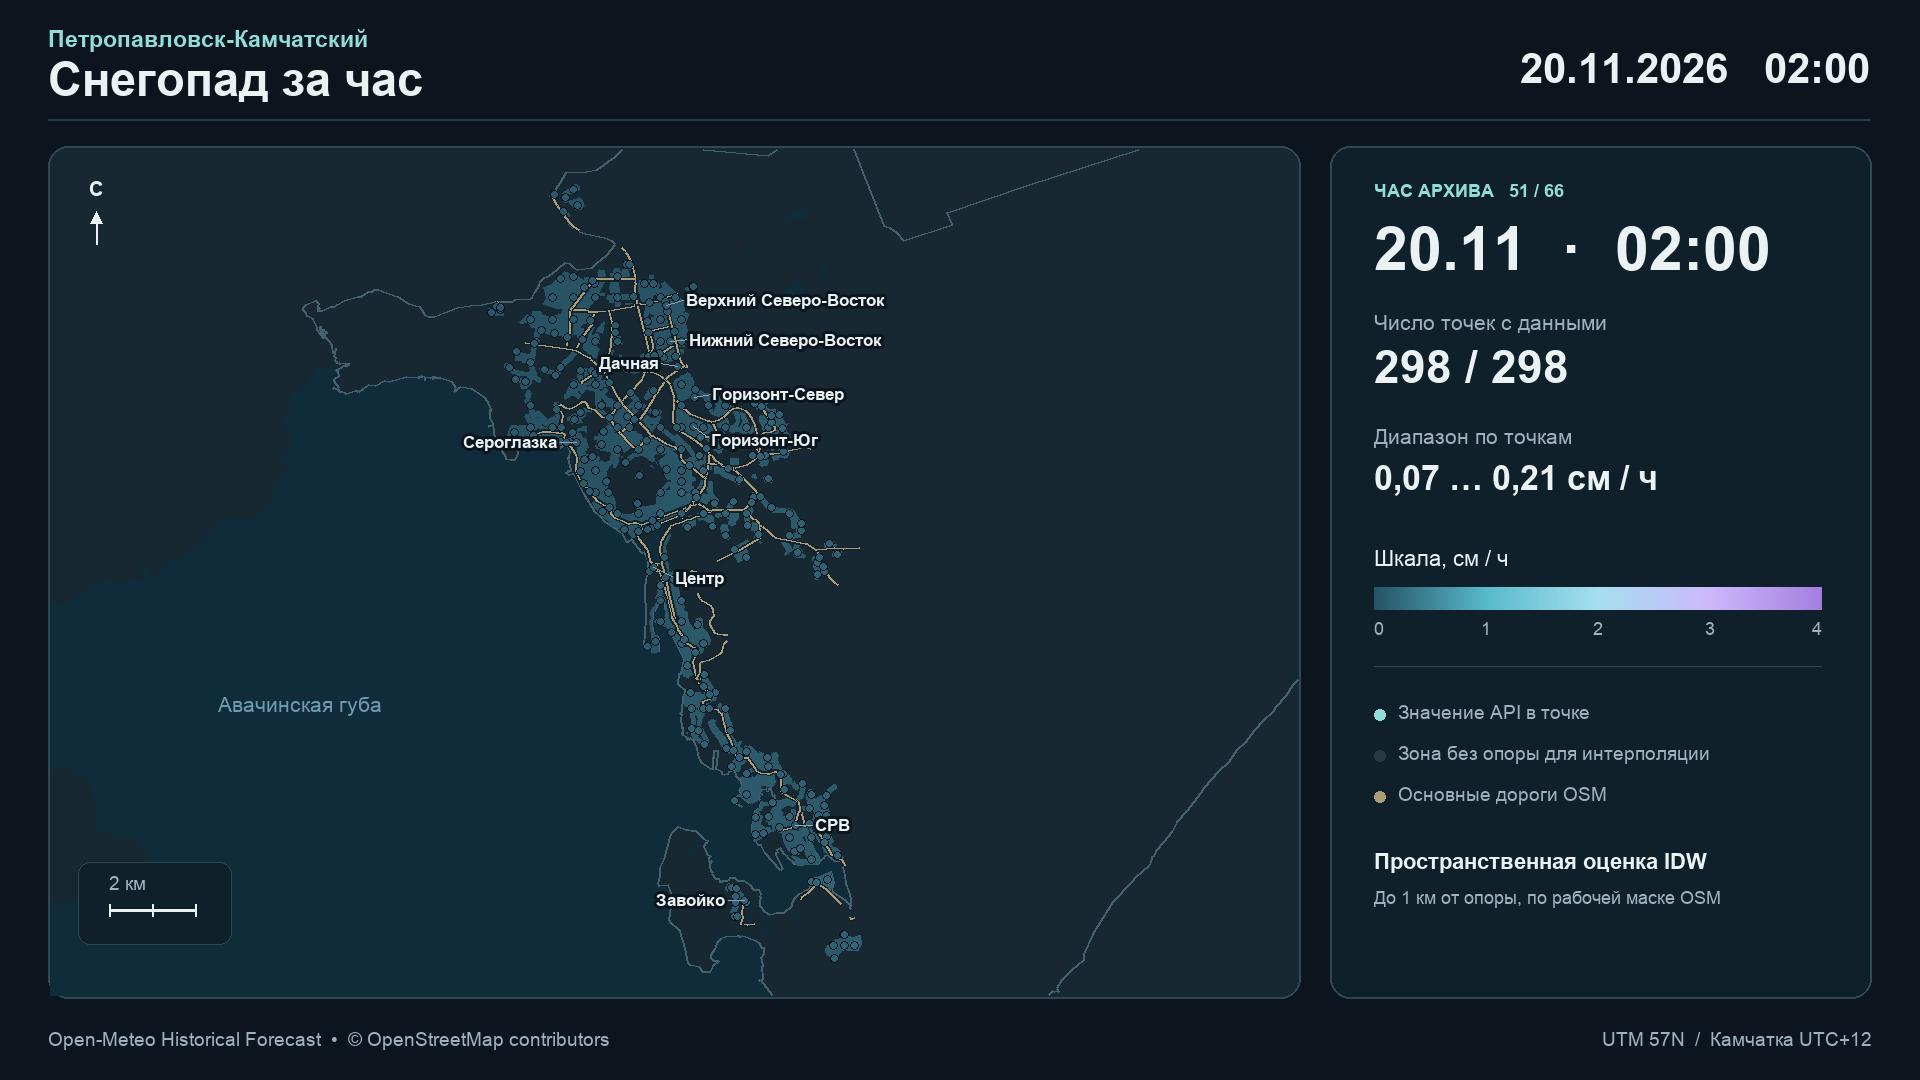 Петропавловск-Камчатский
Снегопад за час
20.11.2026 02:00
С
Верхний Северо-Восток
Нижний Северо-Восток
Дачная
Горизонт-Север
Сероглазка
Горизонт-Юг
Центр
Авачинская губа
СРВ
Завойко
2 км
ЧАС АРХИВА 51 / 66
20.11 · 02:00
Число точек с данными
298 / 298
Диапазон по точкам
0,07 … 0,21 см / ч
Шкала, см / ч
0 1 2 3 4
Значение API в точке
Зона без опоры для интерполяции
Основные дороги OSM
Пространственная оценка IDW
До 1 км от опоры, по рабочей маске OSM
Open-Meteo Historical Forecast • © OpenStreetMap contributors
UTM 57N / Камчатка UTC+12